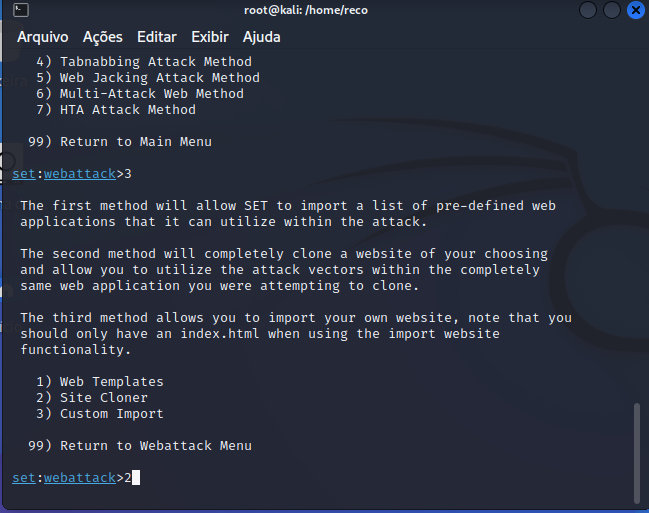 root@kali: /home/reco
Arquivo Ações Editar Exibir Ajuda
4) Tabnabbing Attack Method
5) Web Jacking Attack Method
6) Multi-Attack Web Method
7) HTA Attack Method
99) Return to Main Menu
set:webattack>3
The first method will allow SET to import a list of pre-defined web
applications that it can utilize within the attack.
The second method will completely clone a website of your choosing
and allow you to utilize the attack vectors within the completely
same web application you were attempting to clone.
The third method allows you to import your own website, note that you
should only have an index.html when using the import website
functionality.
1) Web Templates
2) Site Cloner
3) Custom Import
99) Return to Webattack Menu
set:webattack>2